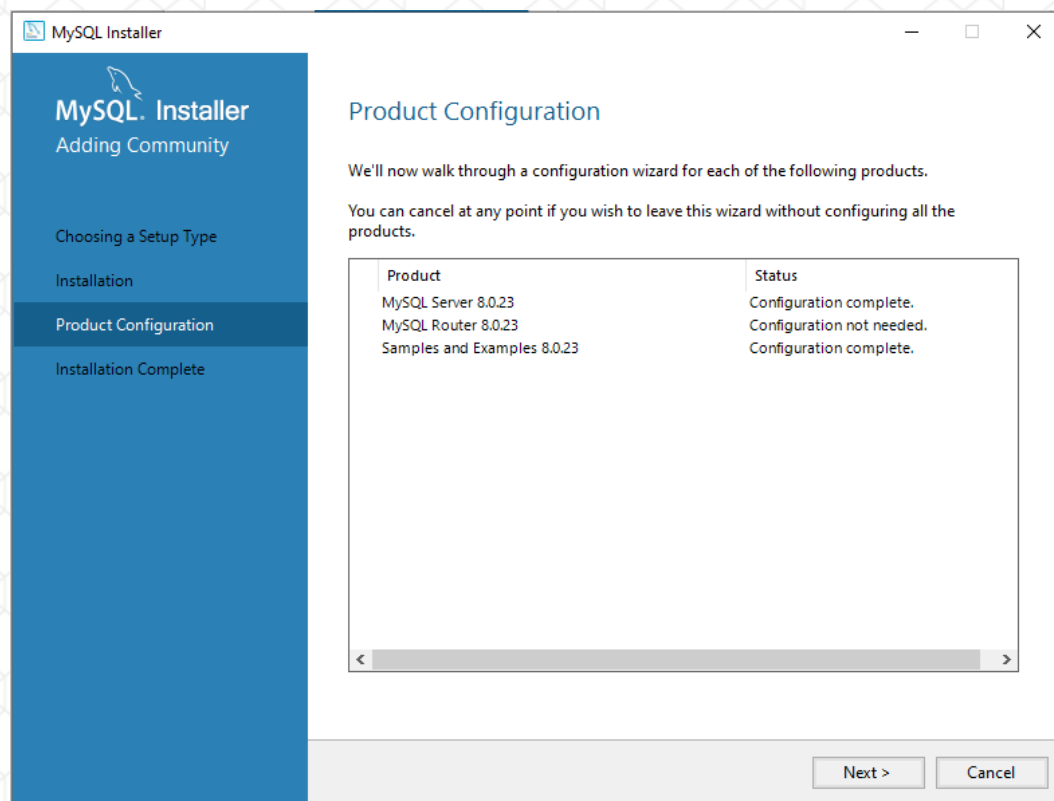 MySQL Installer
MySQL. Installer
Adding Community
Choosing a Setup Type
Installation
Product Configuration
Installation Complete
Product Configuration
We'll now walk through a configuration wizard for each of the following products.
You can cancel at any point if you wish to leave this wizard without configuring all the
products.
Product Status
MySQL Server 8.0.23 Configuration complete.
MySQL Router 8.0.23 Configuration not needed.
Samples and Examples 8.0.23 Configuration complete.
Next > Cancel